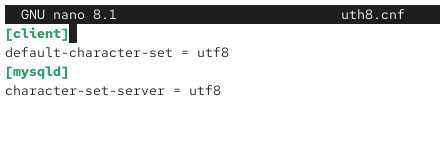 GNU nano 8.1 uth8.cnf
[client]
default-character-set = utf8
[mysqld]
character-set-server = utf8